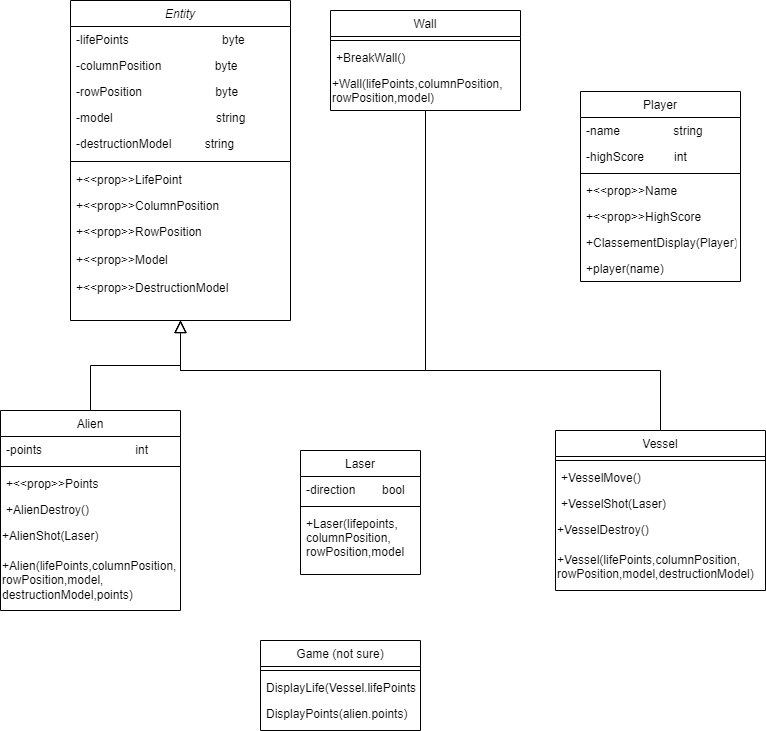 Entity
-lifePoints byte
-columnPosition byte
-rowPosition byte
-model string
-destructionModel string
+<<prop>>LifePoint
+<<prop>>ColumnPosition
+<<prop>>RowPosition
+<<prop>>Model
+<<prop>>DestructionModel
Wall
+BreakWall()
+Wall(lifePoints,columnPosition,
rowPosition,model)
Player
-name string
-highScore int
+<<prop>>Name
+<<prop>>HighScore
+ClassementDisplay(Player)
+player(name)
Alien
-points int
+<<prop>>Points
+AlienDestroy()
+AlienShot(Laser)
+Alien(lifePoints,columnPosition,
rowPosition,model,
destructionModel,points)
Laser
-direction bool
+Laser(lifepoints,
columnPosition,
rowPosition,model
Vessel
+VesselMove()
+VesselShot(Laser)
+VesselDestroy()
+Vessel(lifePoints,columnPosition,
rowPosition,model,destructionModel)
Game (not sure)
DisplayLife(Vessel.lifePoints
DisplayPoints(alien.points)